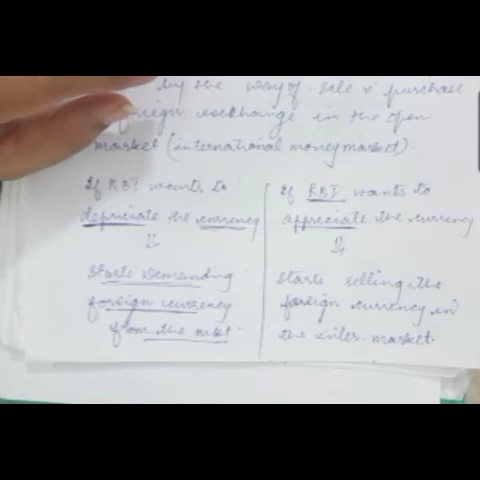 by the way of sale n' purchase
foreign exchange in the open
market (international money market).
If RBI wants to
depriciate the currency
⇓
starts Demanding
foreign currency
from the mkt.
If RBI wants to
appreciate the currency
⇓
starts selling the
foreign currency in
the inter. market.